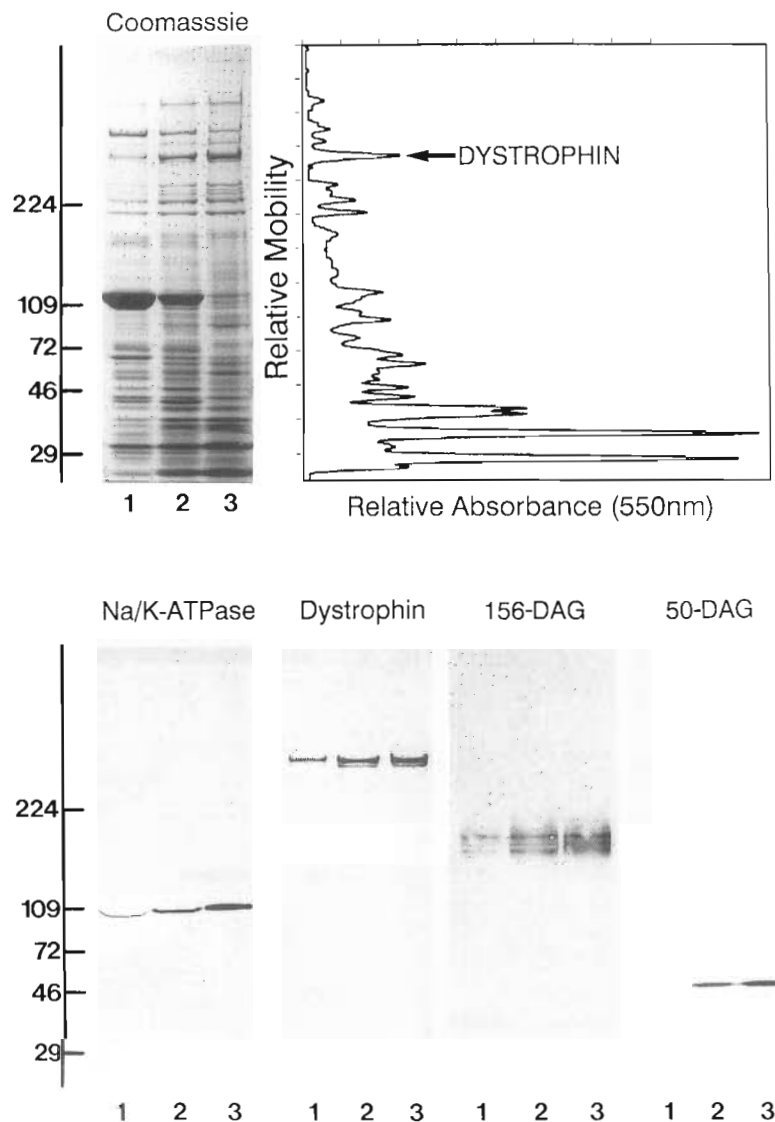 Coomasssie
224
109
72
46
29
1 2 3
Relative Mobility
DYSTROPHIN
Relative Absorbance (550nm)
Na/K-ATPase Dystrophin 156-DAG 50-DAG
224
109
72
46
29
1 2 3 1 2 3 1 2 3 1 2 3